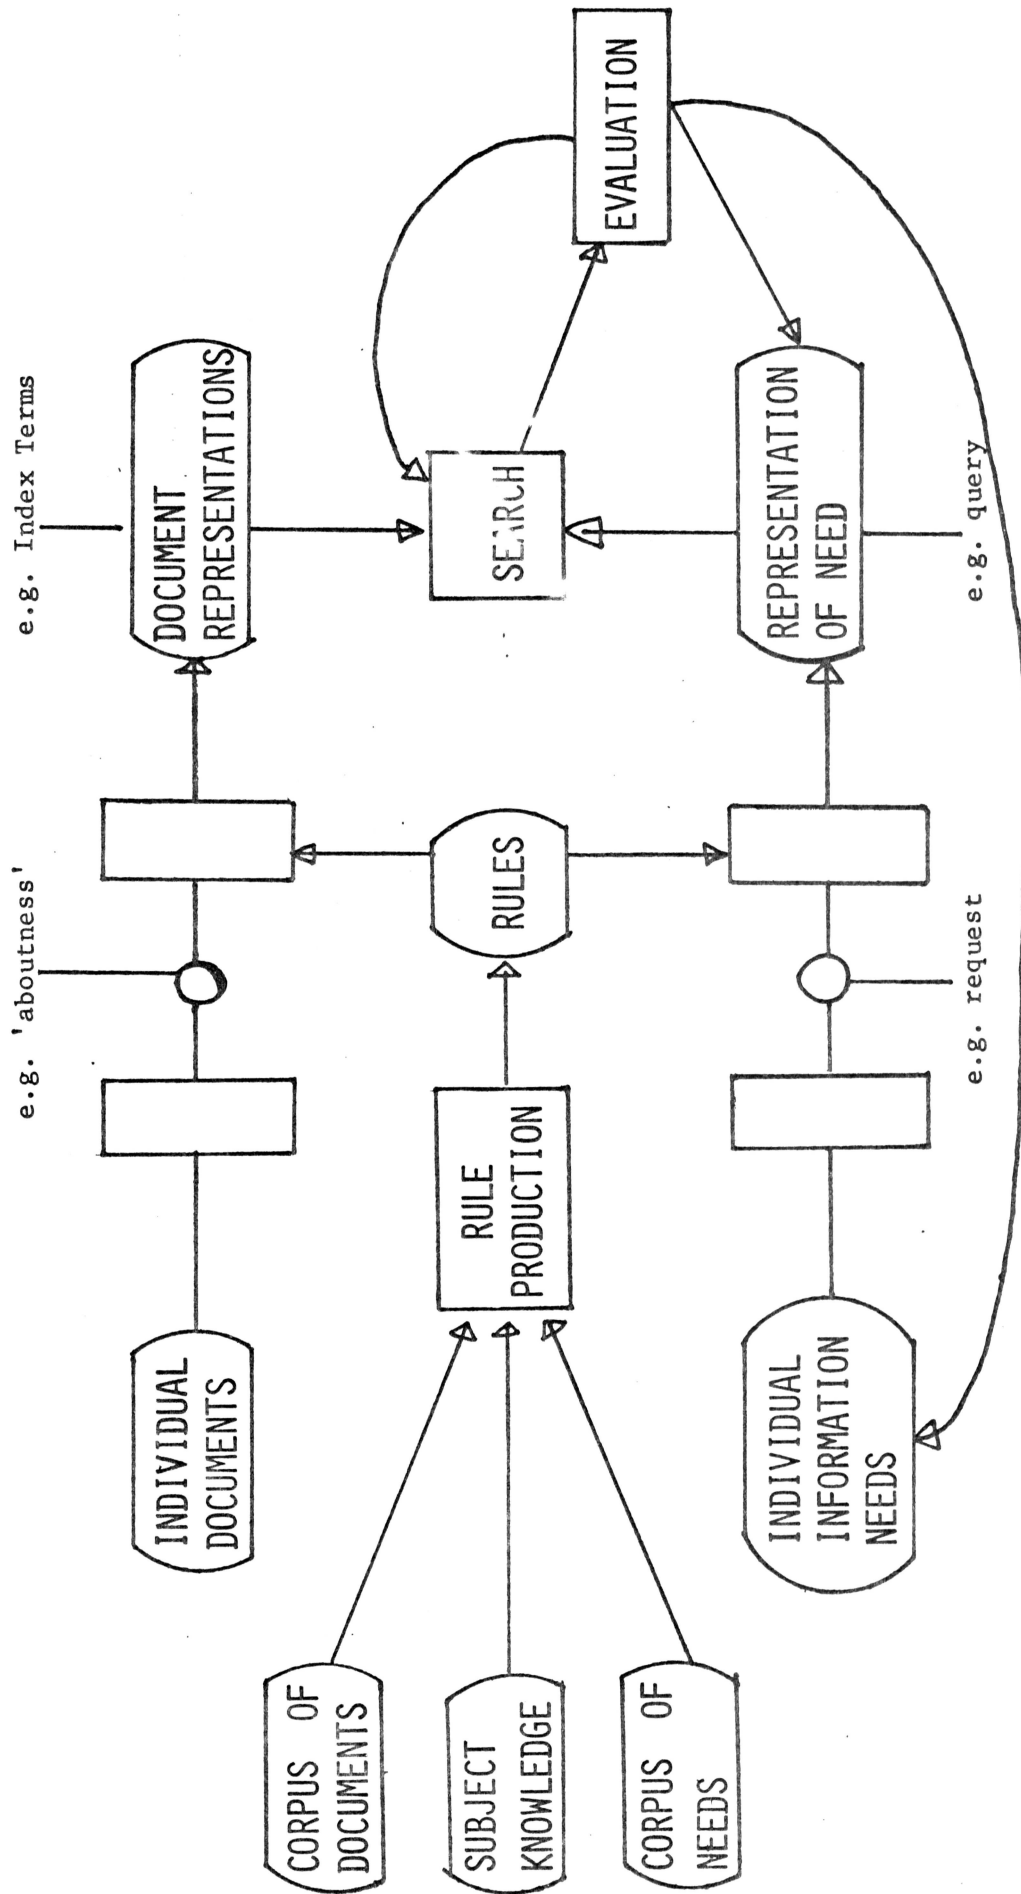 CORPUS OF
DOCUMENTS
SUBJECT
KNOWLEDGE
CORPUS OF
NEEDS
INDIVIDUAL
DOCUMENTS
e.g. 'aboutness'
e.g. Index Terms
DOCUMENT
REPRESENTATIONS
RULE
PRODUCTION
RULES
SEARCH
EVALUATION
INDIVIDUAL
INFORMATION
NEEDS
e.g. request
REPRESENTATION
OF NEED
e.g. query